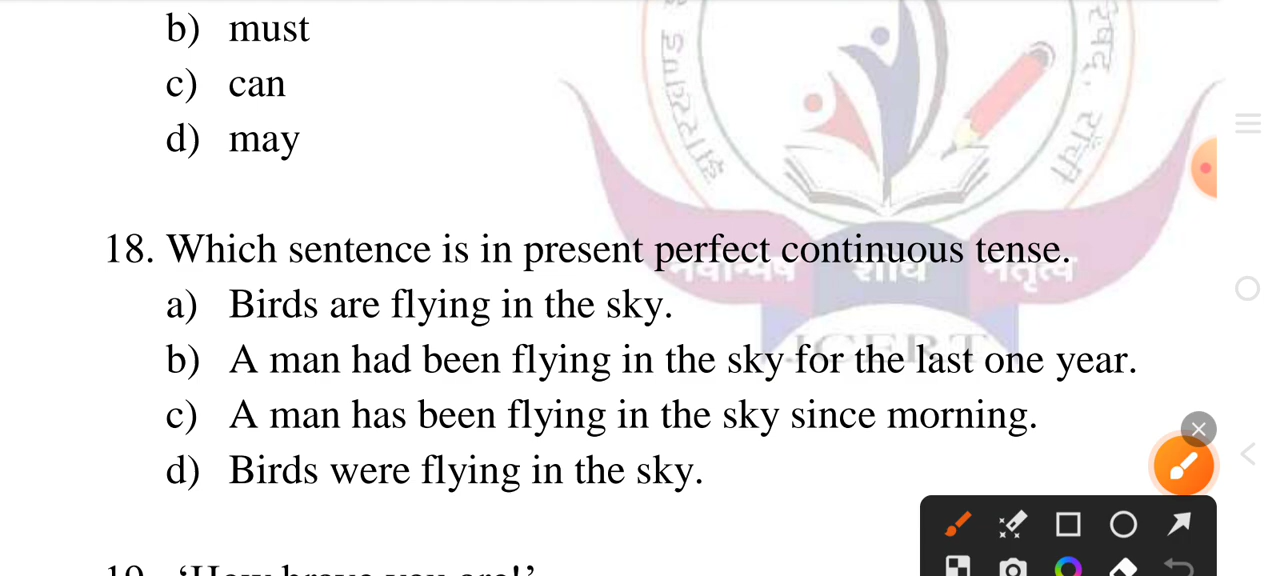 b) must
c) can
d) may
18. Which sentence is in present perfect continuous tense.
a) Birds are flying in the sky.
b) A man had been flying in the sky for the last one year.
c) A man has been flying in the sky since morning.
d) Birds were flying in the sky.
JCERT